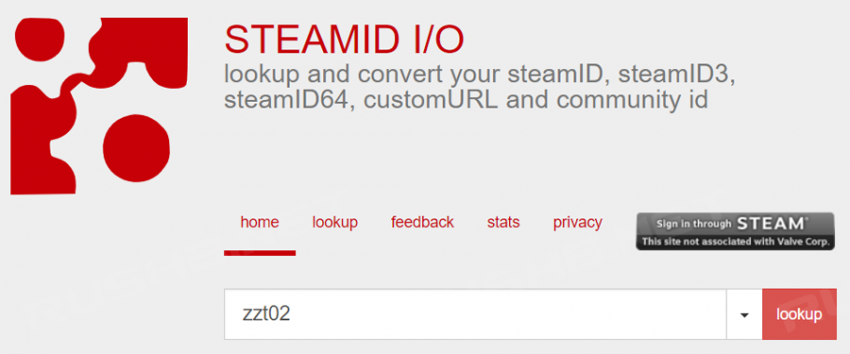 STEAMID I/O
lookup and convert your steamID, steamID3,
steamID64, customURL and community id
home lookup feedback stats privacy
Sign in through STEAM
This site not associated with Valve Corp.
zzt02 lookup